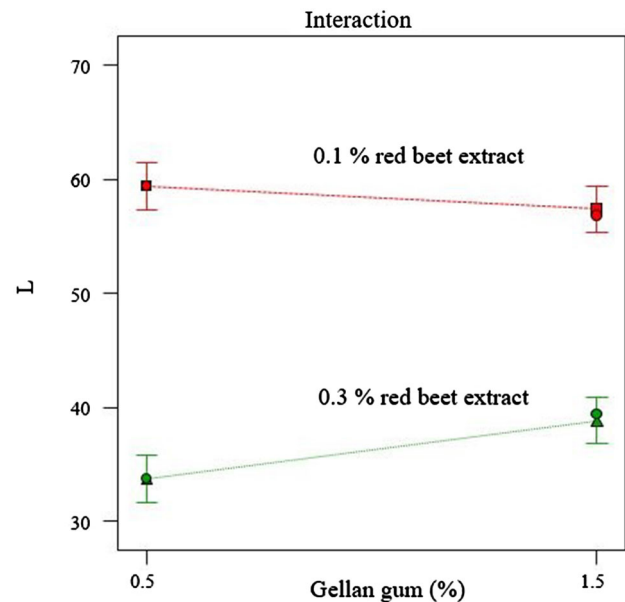 Interaction
70
0.1 % red beet extract
60
50
L
0.3 % red beet extract
40
30
0.5
1.5
Gellan gum (%)